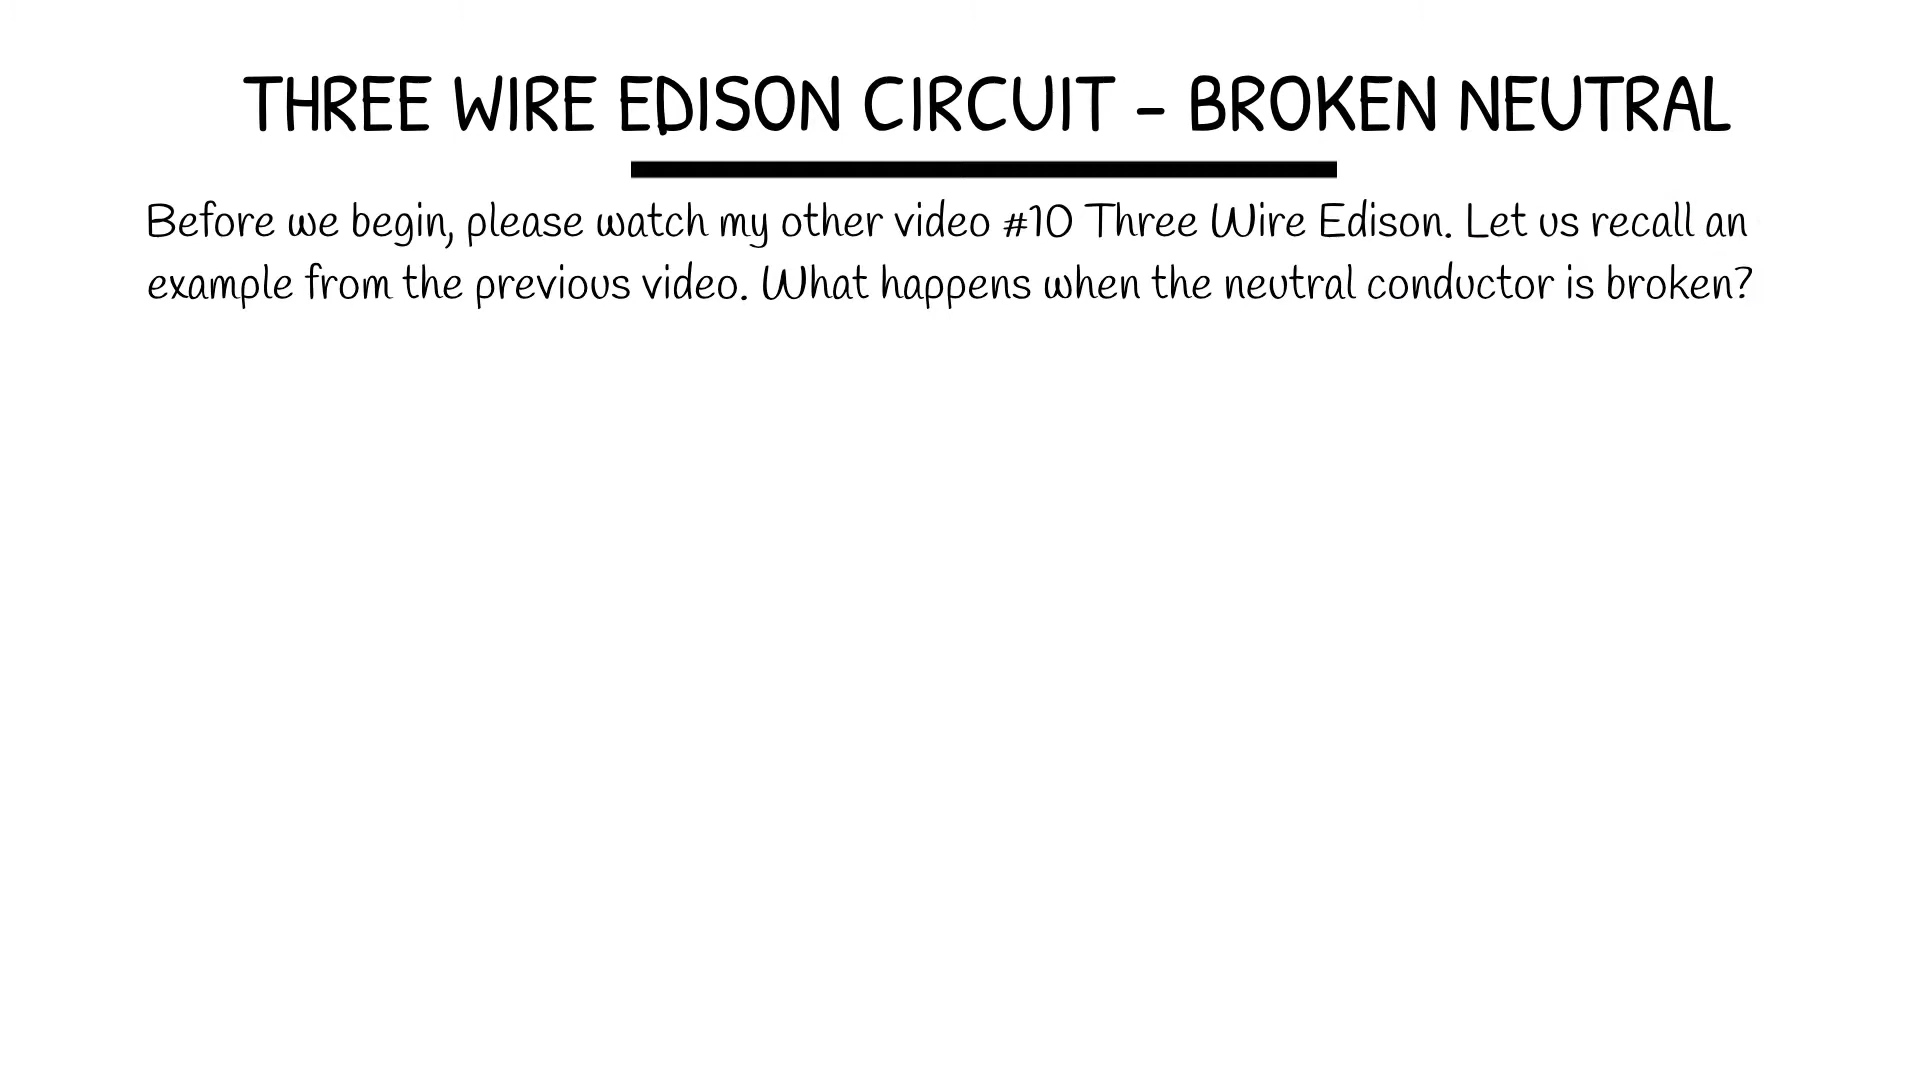 THREE WIRE EDISON CIRCUIT - BROKEN NEUTRAL
Before we begin, please watch my other video #10 Three Wire Edison. Let us recall an
example from the previous video. What happens when the neutral conductor is broken?